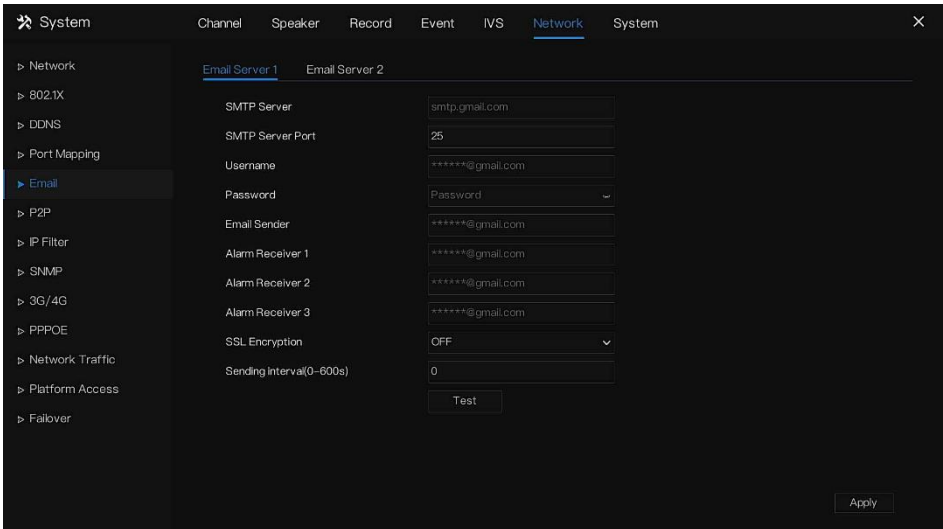 System
Channel Speaker Record Event IVS Network System
Network
802.1X
DDNS
Port Mapping
Email
P2P
IP Filter
SNMP
3G/4G
PPPOE
Network Traffic
Platform Access
Failover
Email Server 1 Email Server 2
SMTP Server smtp.gmail.com
SMTP Server Port 25
Username ******@gmail.com
Password Password
Email Sender ******@gmail.com
Alarm Receiver 1 ******@gmail.com
Alarm Receiver 2 ******@gmail.com
Alarm Receiver 3 ******@gmail.com
SSL Encryption OFF
Sending interval(0-600s) 0
Test
Apply